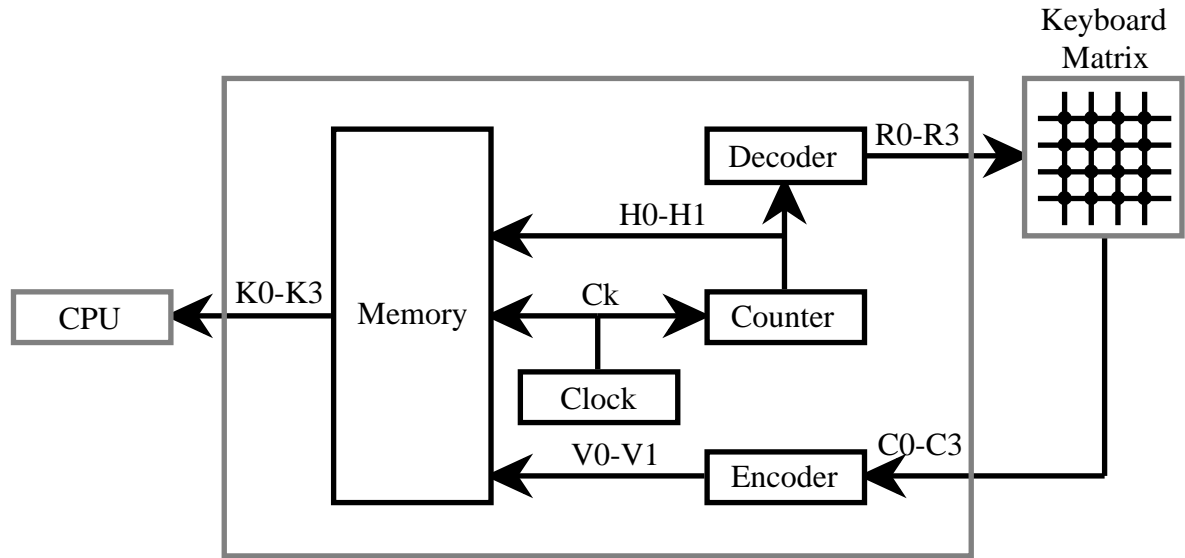 Keyboard
Matrix
R0-R3
Decoder
H0-H1
K0-K3
Ck
CPU
Memory
Counter
Clock
C0-C3
V0-V1
Encoder